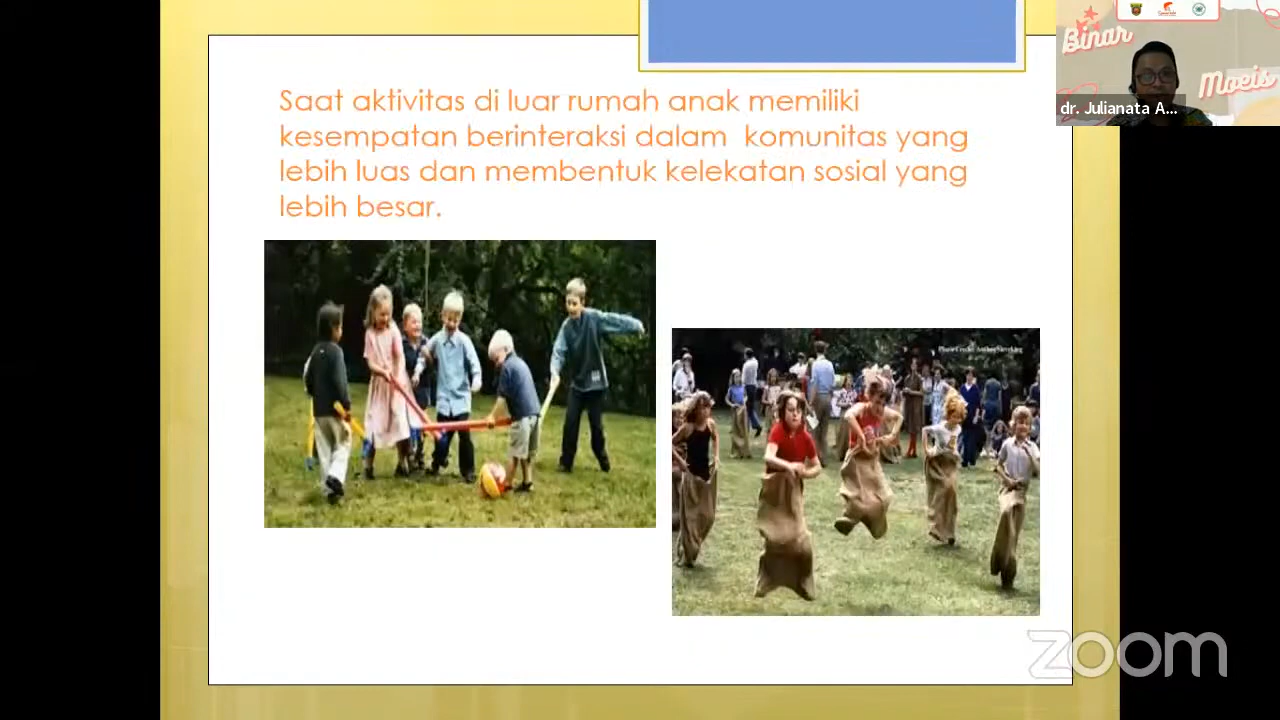 Saat aktivitas di luar rumah anak memiliki
kesempatan berinteraksi dalam komunitas yang
lebih luas dan membentuk kelekatan sosial yang
lebih besar.
Binar
Moeis
dr. Julianata A...
zoom